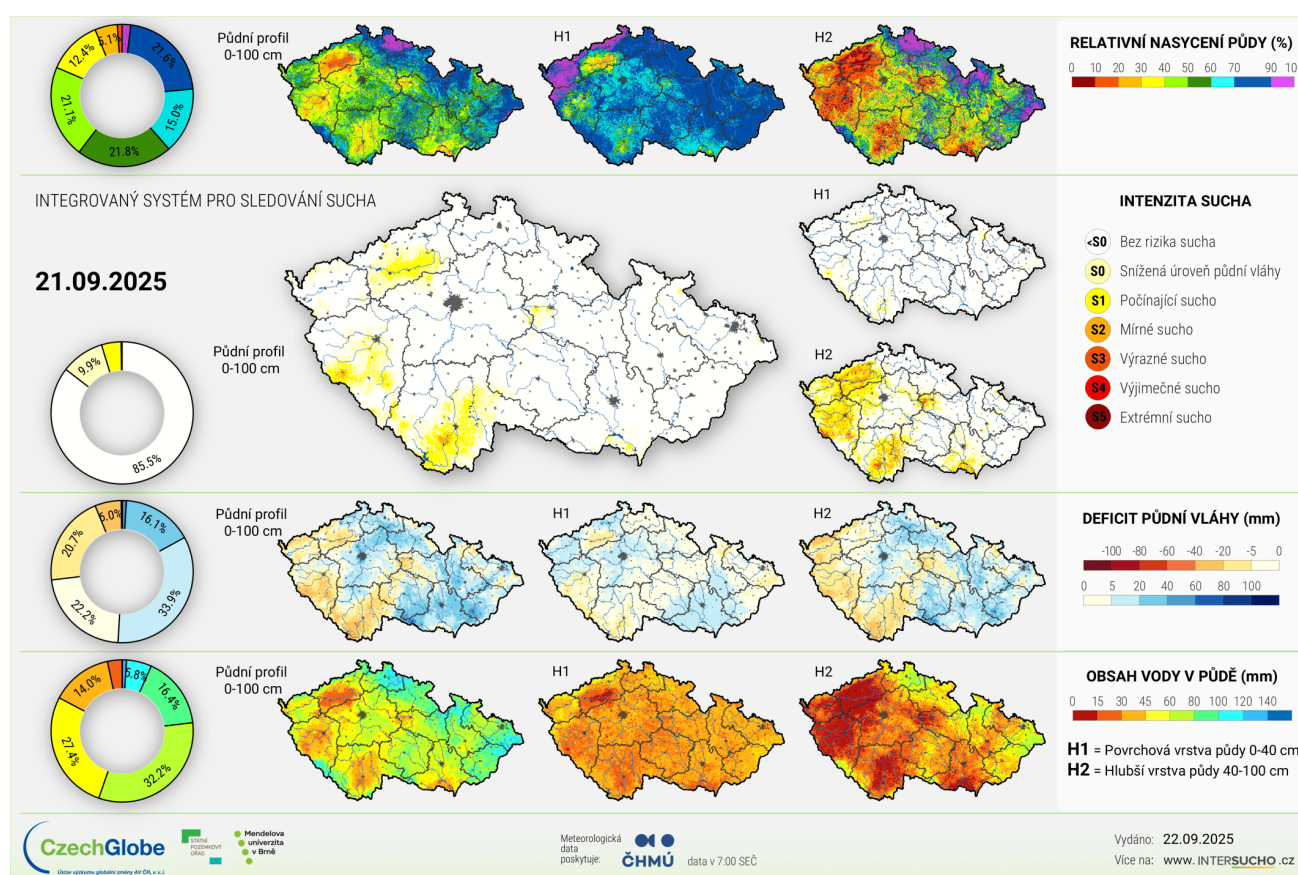 Půdní profil
0-100 cm
H1
H2
RELATIVNÍ NASYCENÍ PŮDY (%)
0 10 20 30 40 50 60 70 90 10
5.1%
12.4%
21.6%
21.1%
15.0%
21.8%
INTEGROVANÝ SYSTÉM PRO SLEDOVÁNÍ SUCHA
21.09.2025
Půdní profil
0-100 cm
9.9%
85.5%
H1
H2
INTENZITA SUCHA
<S0 Bez rizika sucha
S0 Snížená úroveň půdní vláhy
S1 Počínající sucho
S2 Mírné sucho
S3 Výrazné sucho
S4 Výjimečné sucho
S5 Extrémní sucho
Půdní profil
0-100 cm
H1
H2
5.0%
16.1%
20.7%
22.2%
33.9%
DEFICIT PŮDNÍ VLÁHY (mm)
-100 -80 -60 -40 -20 -5 0
0 5 20 40 60 80 100
Půdní profil
0-100 cm
H1
H2
5.8%
14.0%
16.4%
27.4%
32.2%
OBSAH VODY V PŮDĚ (mm)
0 15 30 45 60 80 100 120 140
H1 = Povrchová vrstva půdy 0-40 cm
H2 = Hlubší vrstva půdy 40-100 cm
CzechGlobe
Ústav výzkumu globální změny AV ČR, v.v.i.
STÁTNÍ
POZEMKOVÝ
ÚŘAD
Mendelova
univerzita
v Brně
Meteorologická
data
poskytuje:
ČHMÚ
data v 7:00 SEČ
Vydáno: 22.09.2025
Více na: www.INTERSUCHO.cz